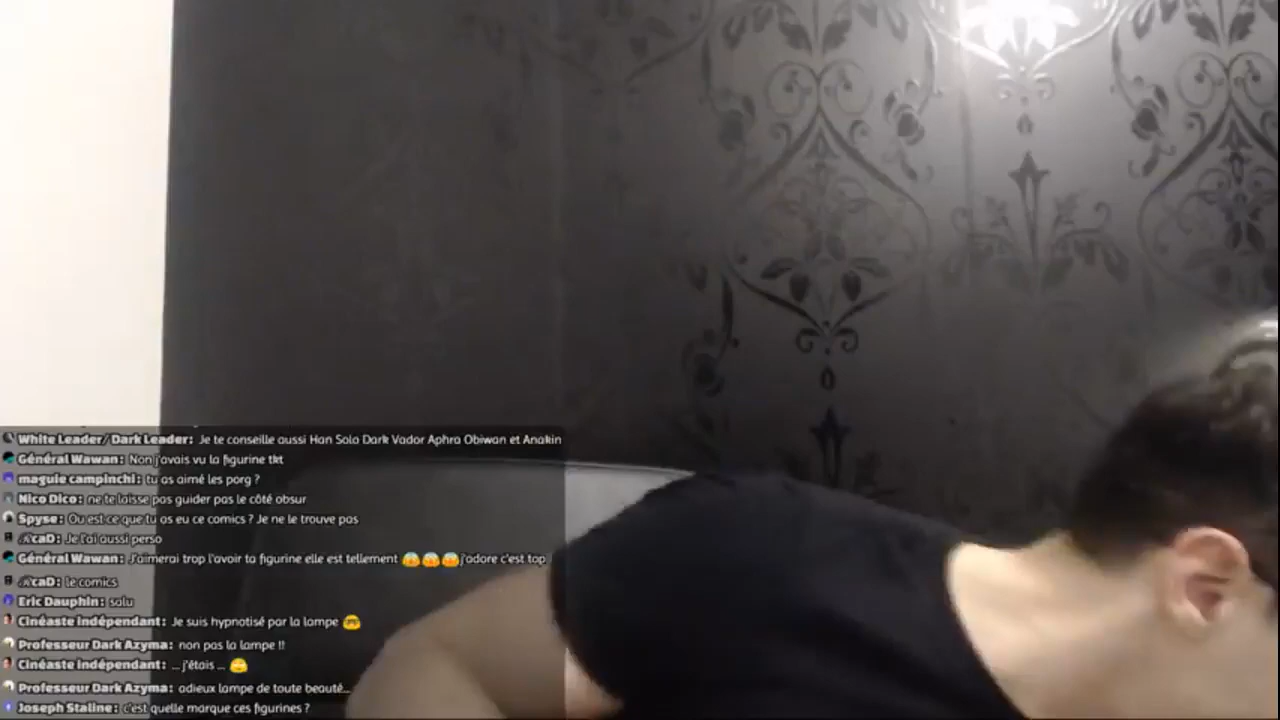 White Leader/Dark Leader: Je te conseille aussi Han Solo Dark Vador Aphra Obiwan et Anakin
Général Wawan: Non j'avais vu la figurine tkt
maguie campinchi: tu as aimé les porg ?
Nico Dico: ne te laisse pas guider pas le côté obsur
Spyse: Ou est ce que tu as eu ce comics ? Je ne le trouve pas
caD: Je l'ai aussi perso
Général Wawan: J'aimerai trop l'avoir ta figurine elle est tellement 😱😱😱j'adore c'est top
caD: le comics
Eric Dauphin: salu
Cinéaste indépendant: Je suis hypnotisé par la lampe 🤓
Professeur Dark Azyma: non pas la lampe !!
Cinéaste indépendant: ... j'étais ... 🙄
Professeur Dark Azyma: adieux lampe de toute beauté...
Joseph Staline: c'est quelle marque ces figurines ?